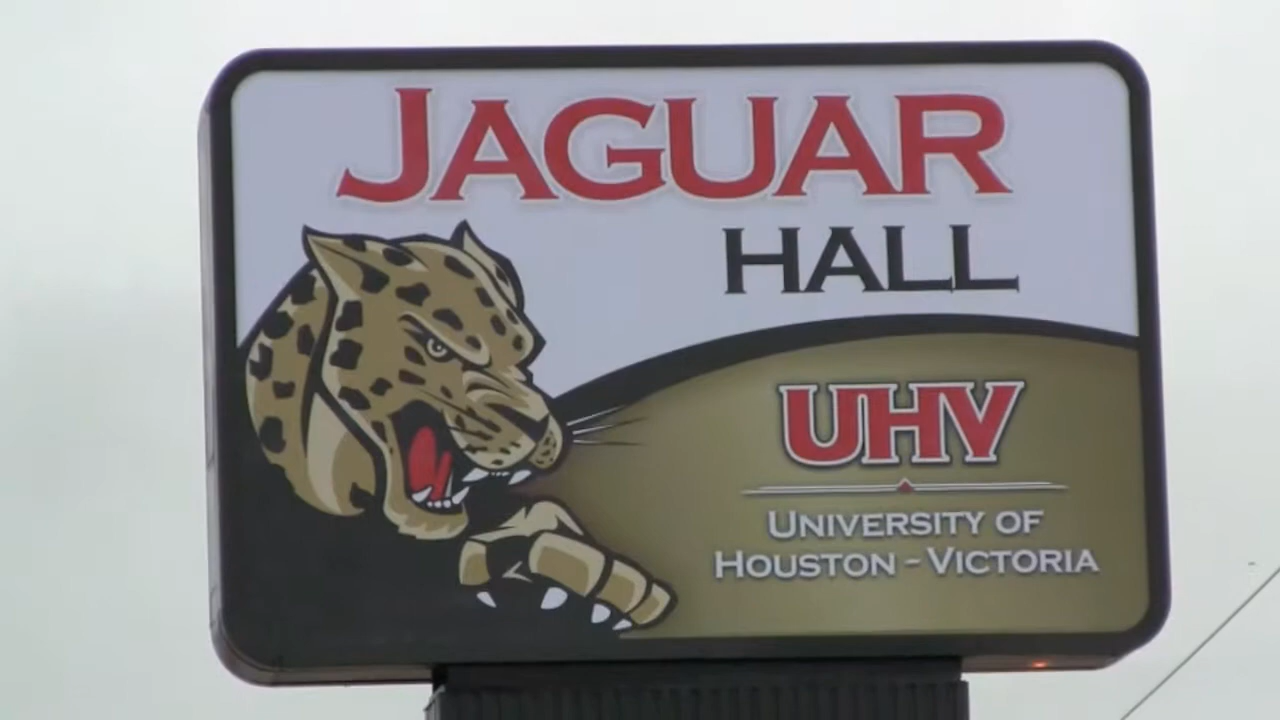 JAGUAR
HALL
UHV
UNIVERSITY OF
HOUSTON - VICTORIA